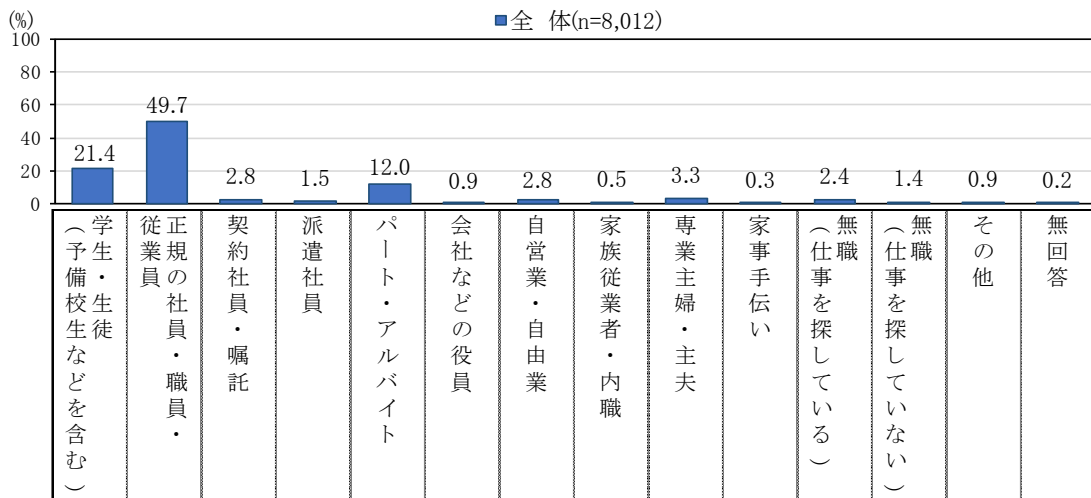 (%)
■全 体(n=8,012)
100
80
60
40
20
0
21.4
49.7
2.8
1.5
12.0
0.9
2.8
0.5
3.3
0.3
2.4
1.4
0.9
0.2
学生・生徒
（予備校生などを含む）
正規の社員・職員・
従業員
契約社員・嘱託
派遣社員
パート・アルバイト
会社などの役員
自営業・自由業
家族従業者・内職
専業主婦・主夫
家事手伝い
無職
（仕事を探している）
無職
（仕事を探していない）
その他
無回答